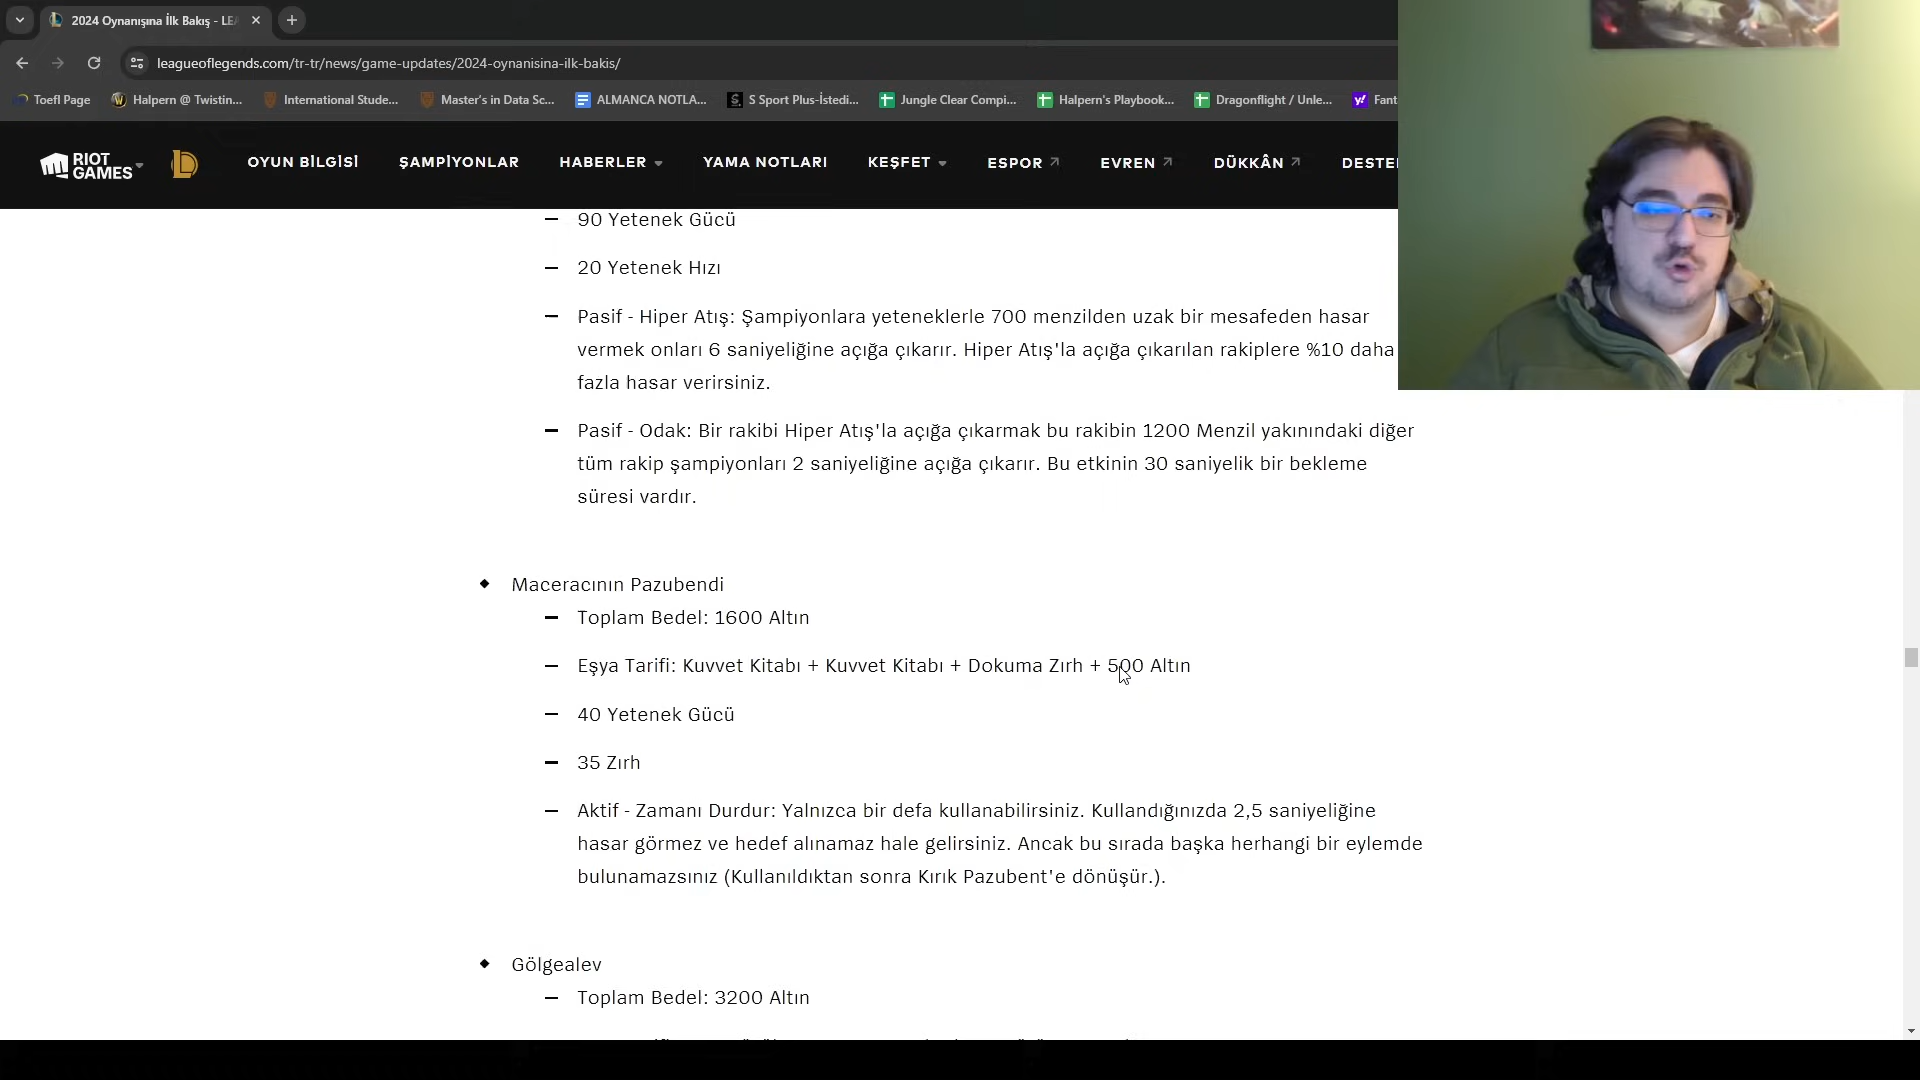 2024 Oynanışına İlk Bakış - LEA
leagueoflegends.com/tr-tr/news/game-updates/2024-oynanisina-ilk-bakis/
Toefl Page
Halpern @ Twistin...
International Stude...
Master's in Data Sc...
ALMANCA NOTLA...
S Sport Plus-İstedi...
Jungle Clear Compi...
Halpern's Playbook...
Dragonflight / Unle...
Fant
RIOT
GAMES
OYUN BİLGİSİ
ŞAMPİYONLAR
HABERLER
YAMA NOTLARI
KEŞFET
ESPOR
EVREN
DÜKKÂN
DESTE
90 Yetenek Gücü
20 Yetenek Hızı
Pasif - Hiper Atış: Şampiyonlara yeteneklerle 700 menzilden uzak bir mesafeden hasar
vermek onları 6 saniyeliğine açığa çıkarır. Hiper Atış'la açığa çıkarılan rakiplere %10 daha
fazla hasar verirsiniz.
Pasif - Odak: Bir rakibi Hiper Atış'la açığa çıkarmak bu rakibin 1200 Menzil yakınındaki diğer
tüm rakip şampiyonları 2 saniyeliğine açığa çıkarır. Bu etkinin 30 saniyelik bir bekleme
süresi vardır.
Maceracının Pazubendi
Toplam Bedel: 1600 Altın
Eşya Tarifi: Kuvvet Kitabı + Kuvvet Kitabı + Dokuma Zırh + 500 Altın
40 Yetenek Gücü
35 Zırh
Aktif - Zamanı Durdur: Yalnızca bir defa kullanabilirsiniz. Kullandığınızda 2,5 saniyeliğine
hasar görmez ve hedef alınamaz hale gelirsiniz. Ancak bu sırada başka herhangi bir eylemde
bulunamazsınız (Kullanıldıktan sonra Kırık Pazubent'e dönüşür.).
Gölgealev
Toplam Bedel: 3200 Altın